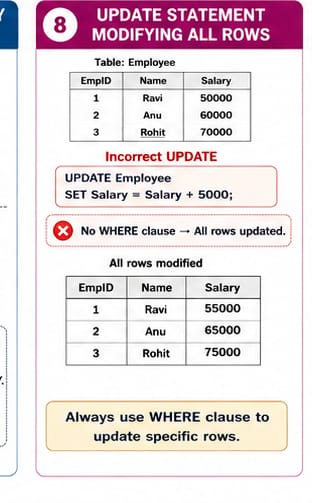 Y
8
UPDATE STATEMENT
MODIFYING ALL ROWS
Table: Employee
EmpID Name Salary
1 Ravi 50000
2 Anu 60000
3 Rohit 70000
Incorrect UPDATE
UPDATE Employee
SET Salary = Salary + 5000;
No WHERE clause → All rows updated.
All rows modified
EmpID Name Salary
1 Ravi 55000
2 Anu 65000
3 Rohit 75000
Always use WHERE clause to
update specific rows.